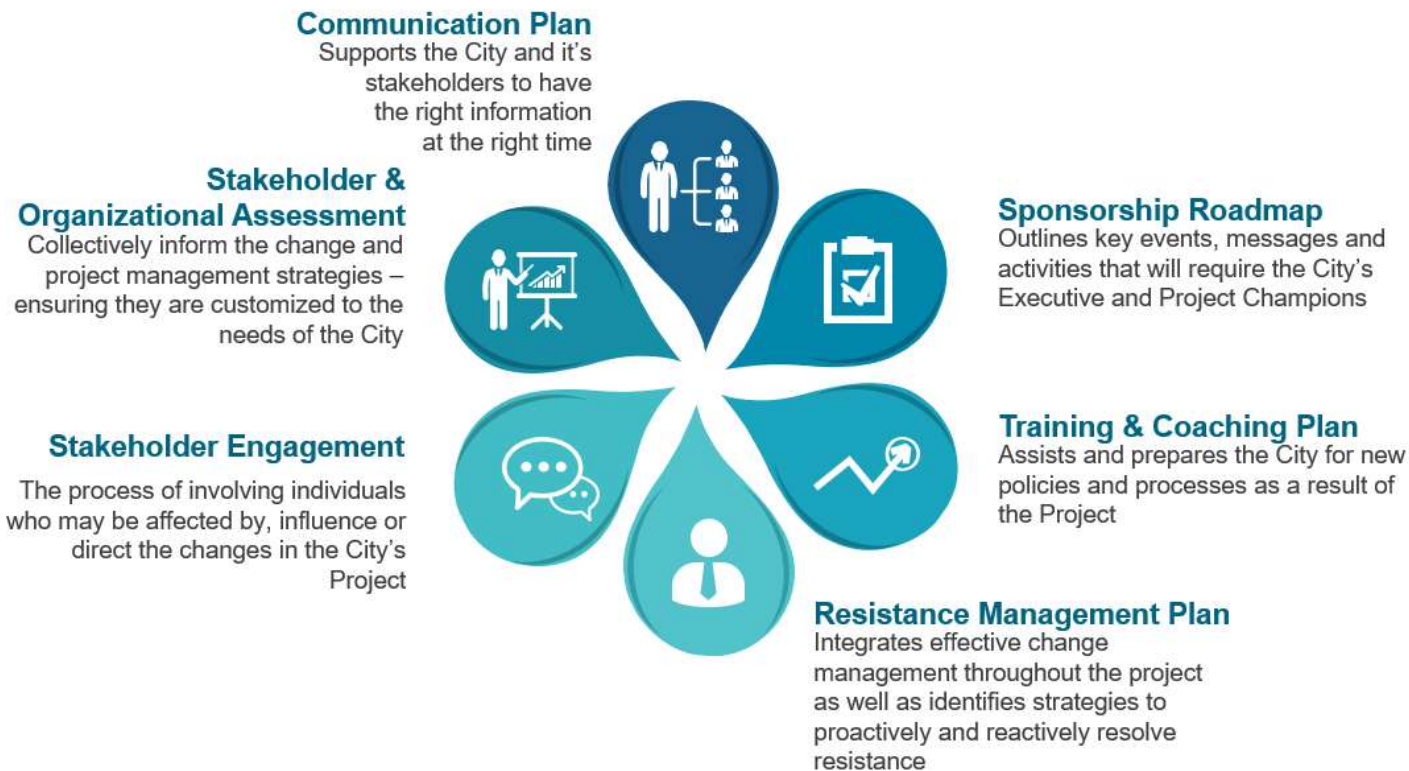 Communication Plan
Supports the City and it's
stakeholders to have
the right information
at the right time
Stakeholder &
Organizational Assessment
Collectively inform the change and
project management strategies –
ensuring they are customized to the
needs of the City
Stakeholder Engagement
The process of involving individuals
who may be affected by, influence or
direct the changes in the City's
Project
Sponsorship Roadmap
Outlines key events, messages and
activities that will require the City's
Executive and Project Champions
Training & Coaching Plan
Assists and prepares the City for new
policies and processes as a result of
the Project
Resistance Management Plan
Integrates effective change
management throughout the project
as well as identifies strategies to
proactively and reactively resolve
resistance